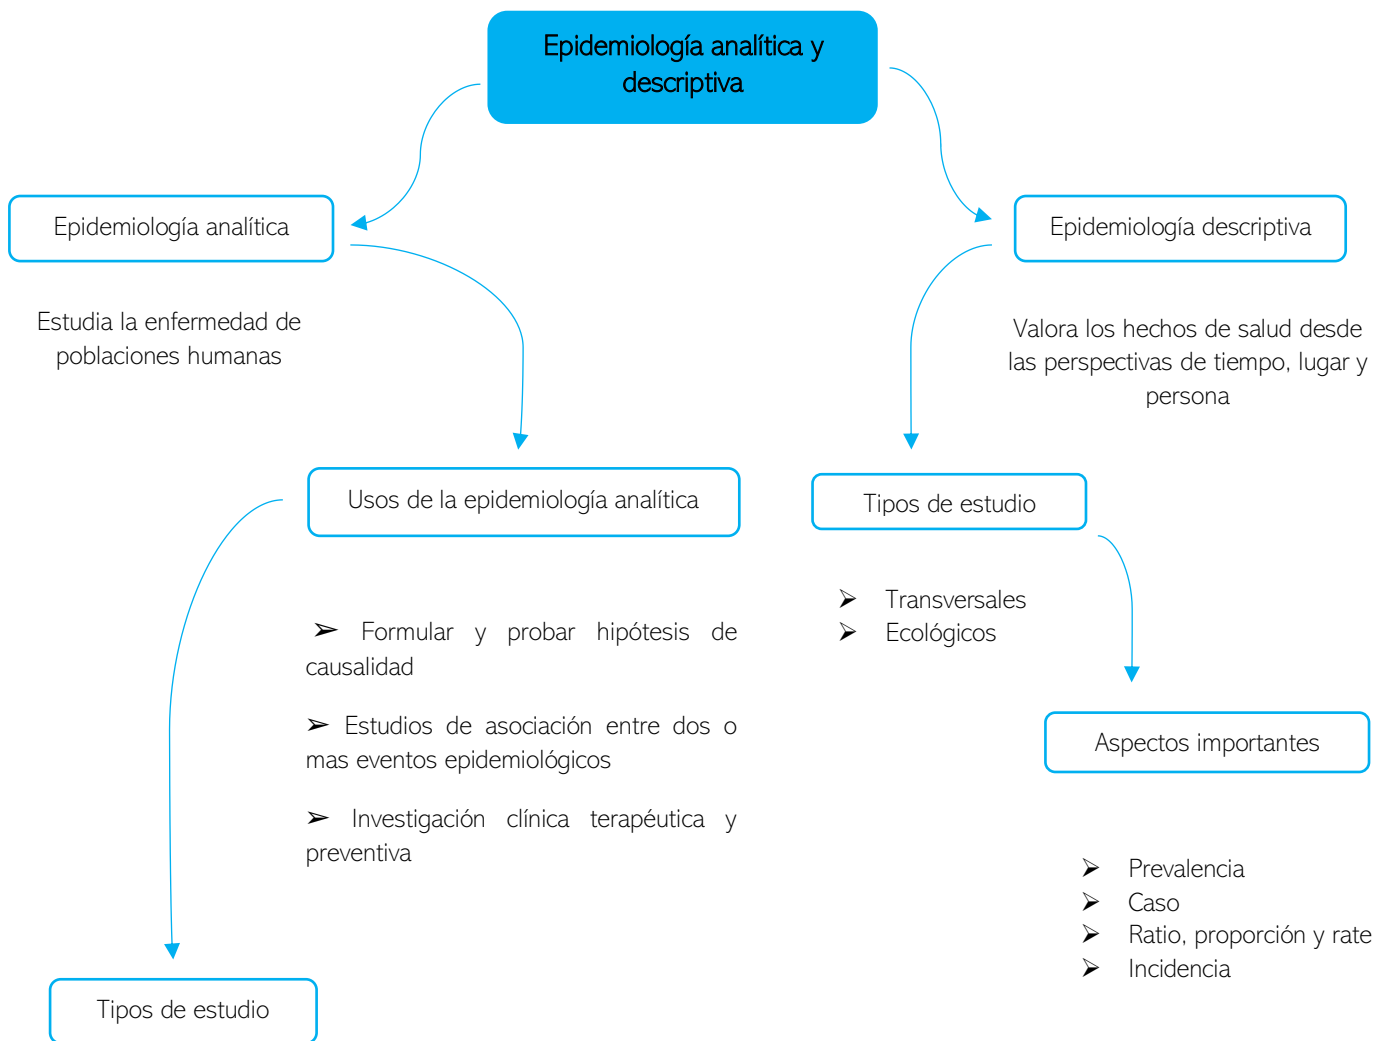 Epidemiología analítica y
descriptiva
Epidemiología analítica
Epidemiología descriptiva
Estudia la enfermedad de
poblaciones humanas
Valora los hechos de salud desde
las perspectivas de tiempo, lugar y
persona
Usos de la epidemiología analítica
Tipos de estudio
➢ Formular y probar hipótesis de
causalidad
➢ Estudios de asociación entre dos o
mas eventos epidemiológicos
➢ Investigación clínica terapéutica y
preventiva
➢ Transversales
➢ Ecológicos
Aspectos importantes
➢ Prevalencia
➢ Caso
➢ Ratio, proporción y rate
➢ Incidencia
Tipos de estudio